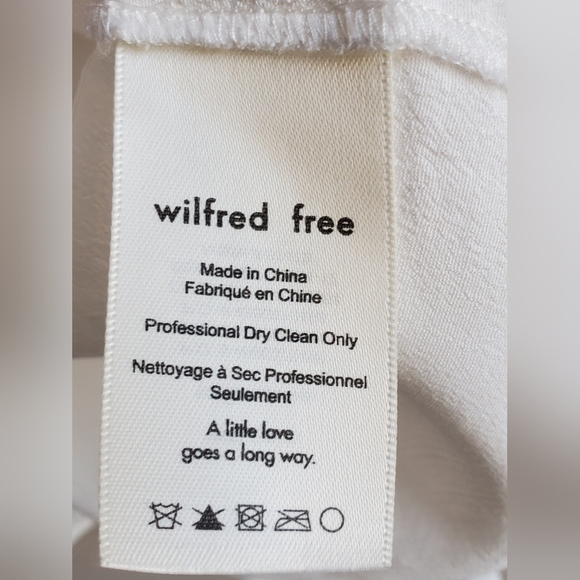 wilfred free
Made in China
Fabriqué en Chine
Professional Dry Clean Only
Nettoyage à Sec Professionnel
Seulement
A little love
goes a long way.